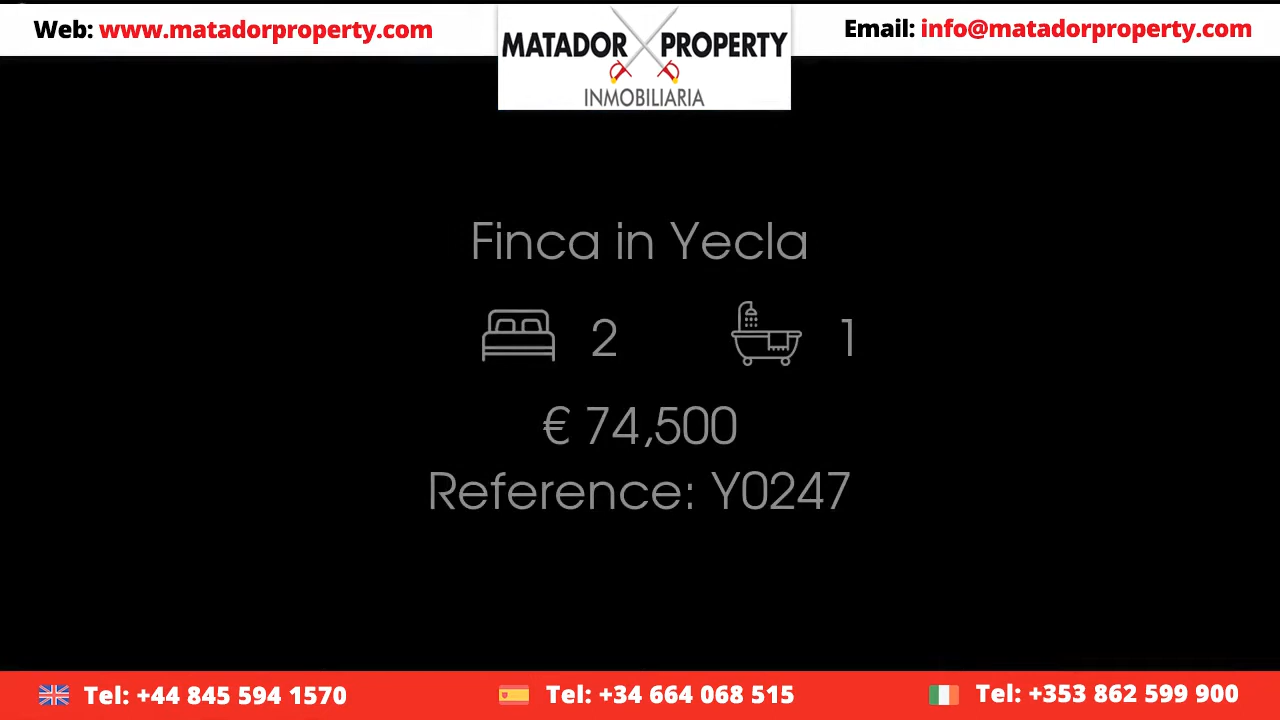 Web: www.matadorproperty.com
MATADOR PROPERTY
INMOBILIARIA
Email: info@matadorproperty.com
Finca in Yecla
2 1
€ 74,500
Reference: Y0247
Tel: +44 845 594 1570
Tel: +34 664 068 515
Tel: +353 862 599 900